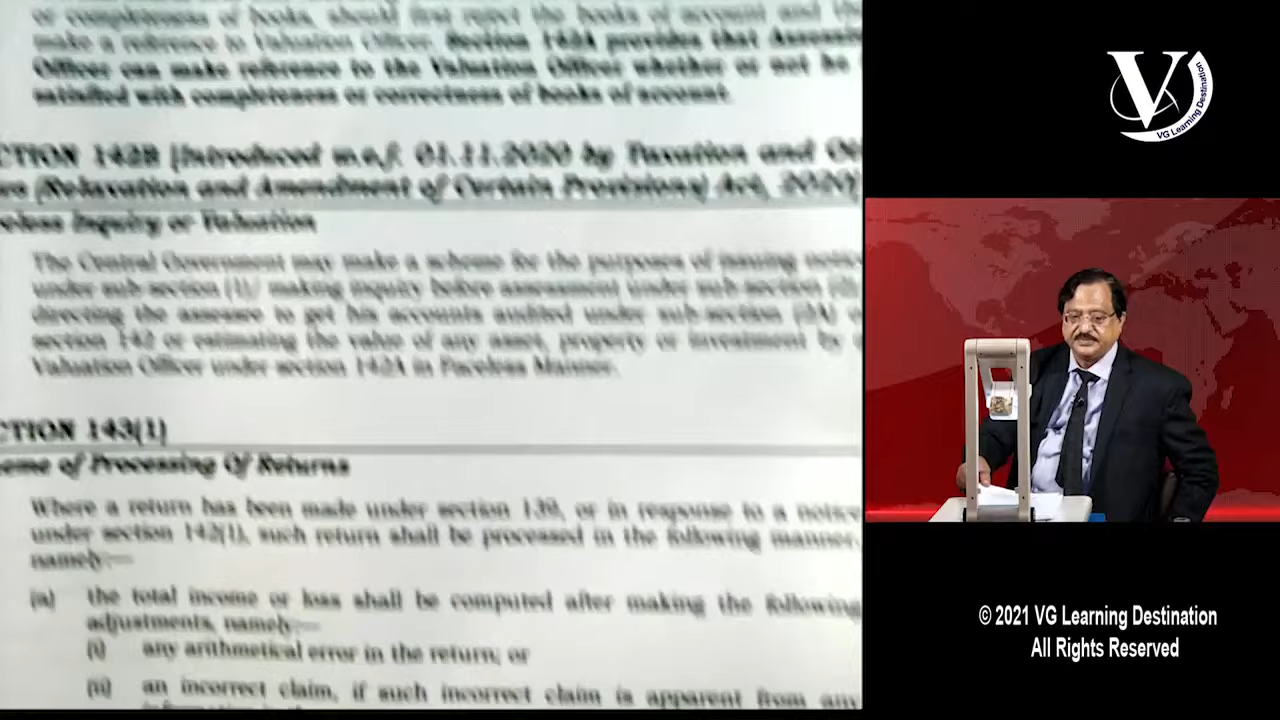 or completeness of books, should first reject the books of account and
make a reference to Valuation Officer. Section 142A provides that
Officer can make reference to the Valuation Officer whether or not he
satisfied with completeness or correctness of books of account.
CTION 142B [Introduced w.e.f. 01.11.2020 by Taxation and
(Relaxation and Amendment of Certain Provisions) Act, 2020]
Inquiry or Valuation
The Central Government may make a scheme for the purposes of issuing notice
under sub-section (1), making inquiry before assessment under sub-section (2),
directing the assessee to get his accounts audited under sub-section (2A) of
section 142 or estimating the value of any asset, property or investment by a
Valuation Officer under section 142A in Faceless Manner.
CTION 143(1)
eme of Processing Of Returns
Where a return has been made under section 139, or in response to a notice
under section 142(1), such return shall be processed in the following manner,
namely:—
(a) the total income or loss shall be computed after making the following
adjustments, namely:—
(i) any arithmetical error in the return; or
(ii) an incorrect claim, if such incorrect claim is apparent from any
V
VG Learning Destination
© 2021 VG Learning Destination
All Rights Reserved